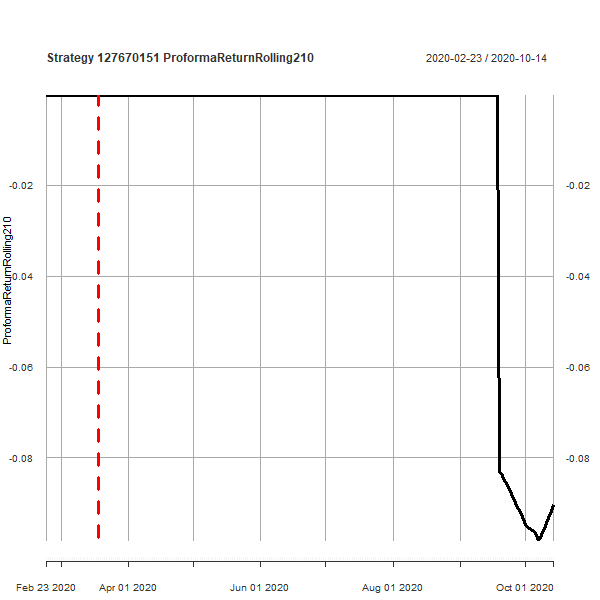 Strategy 127670151 ProformaReturnRolling210
2020-02-23 / 2020-10-14
ProformaReturnRolling210
-0.02
-0.02
-0.04
-0.04
-0.06
-0.06
-0.08
-0.08
Feb 23 2020
Apr 01 2020
Jun 01 2020
Aug 01 2020
Oct 01 2020